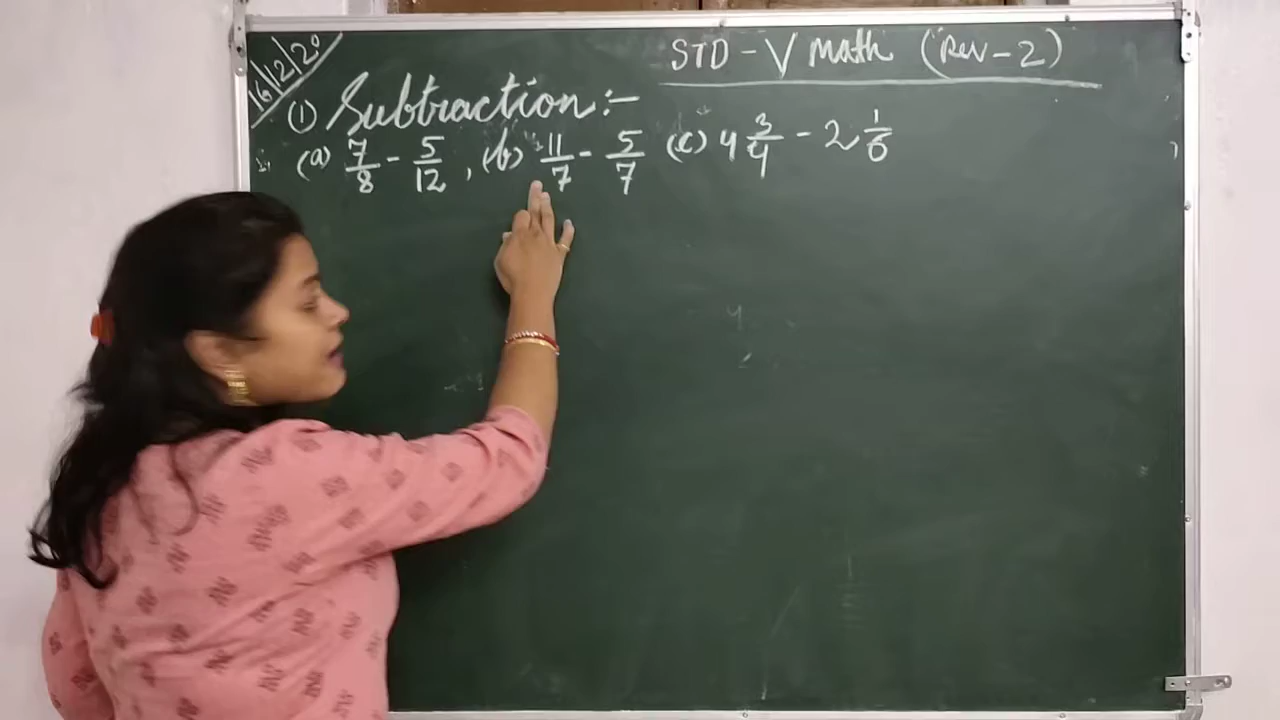 16/2/20
STD - V Math (Rev - 2)
① Subtraction :-
(a) 7/8 - 5/12 , (b) 11/7 - 5/7 (c) 4 3/4 - 2 1/6